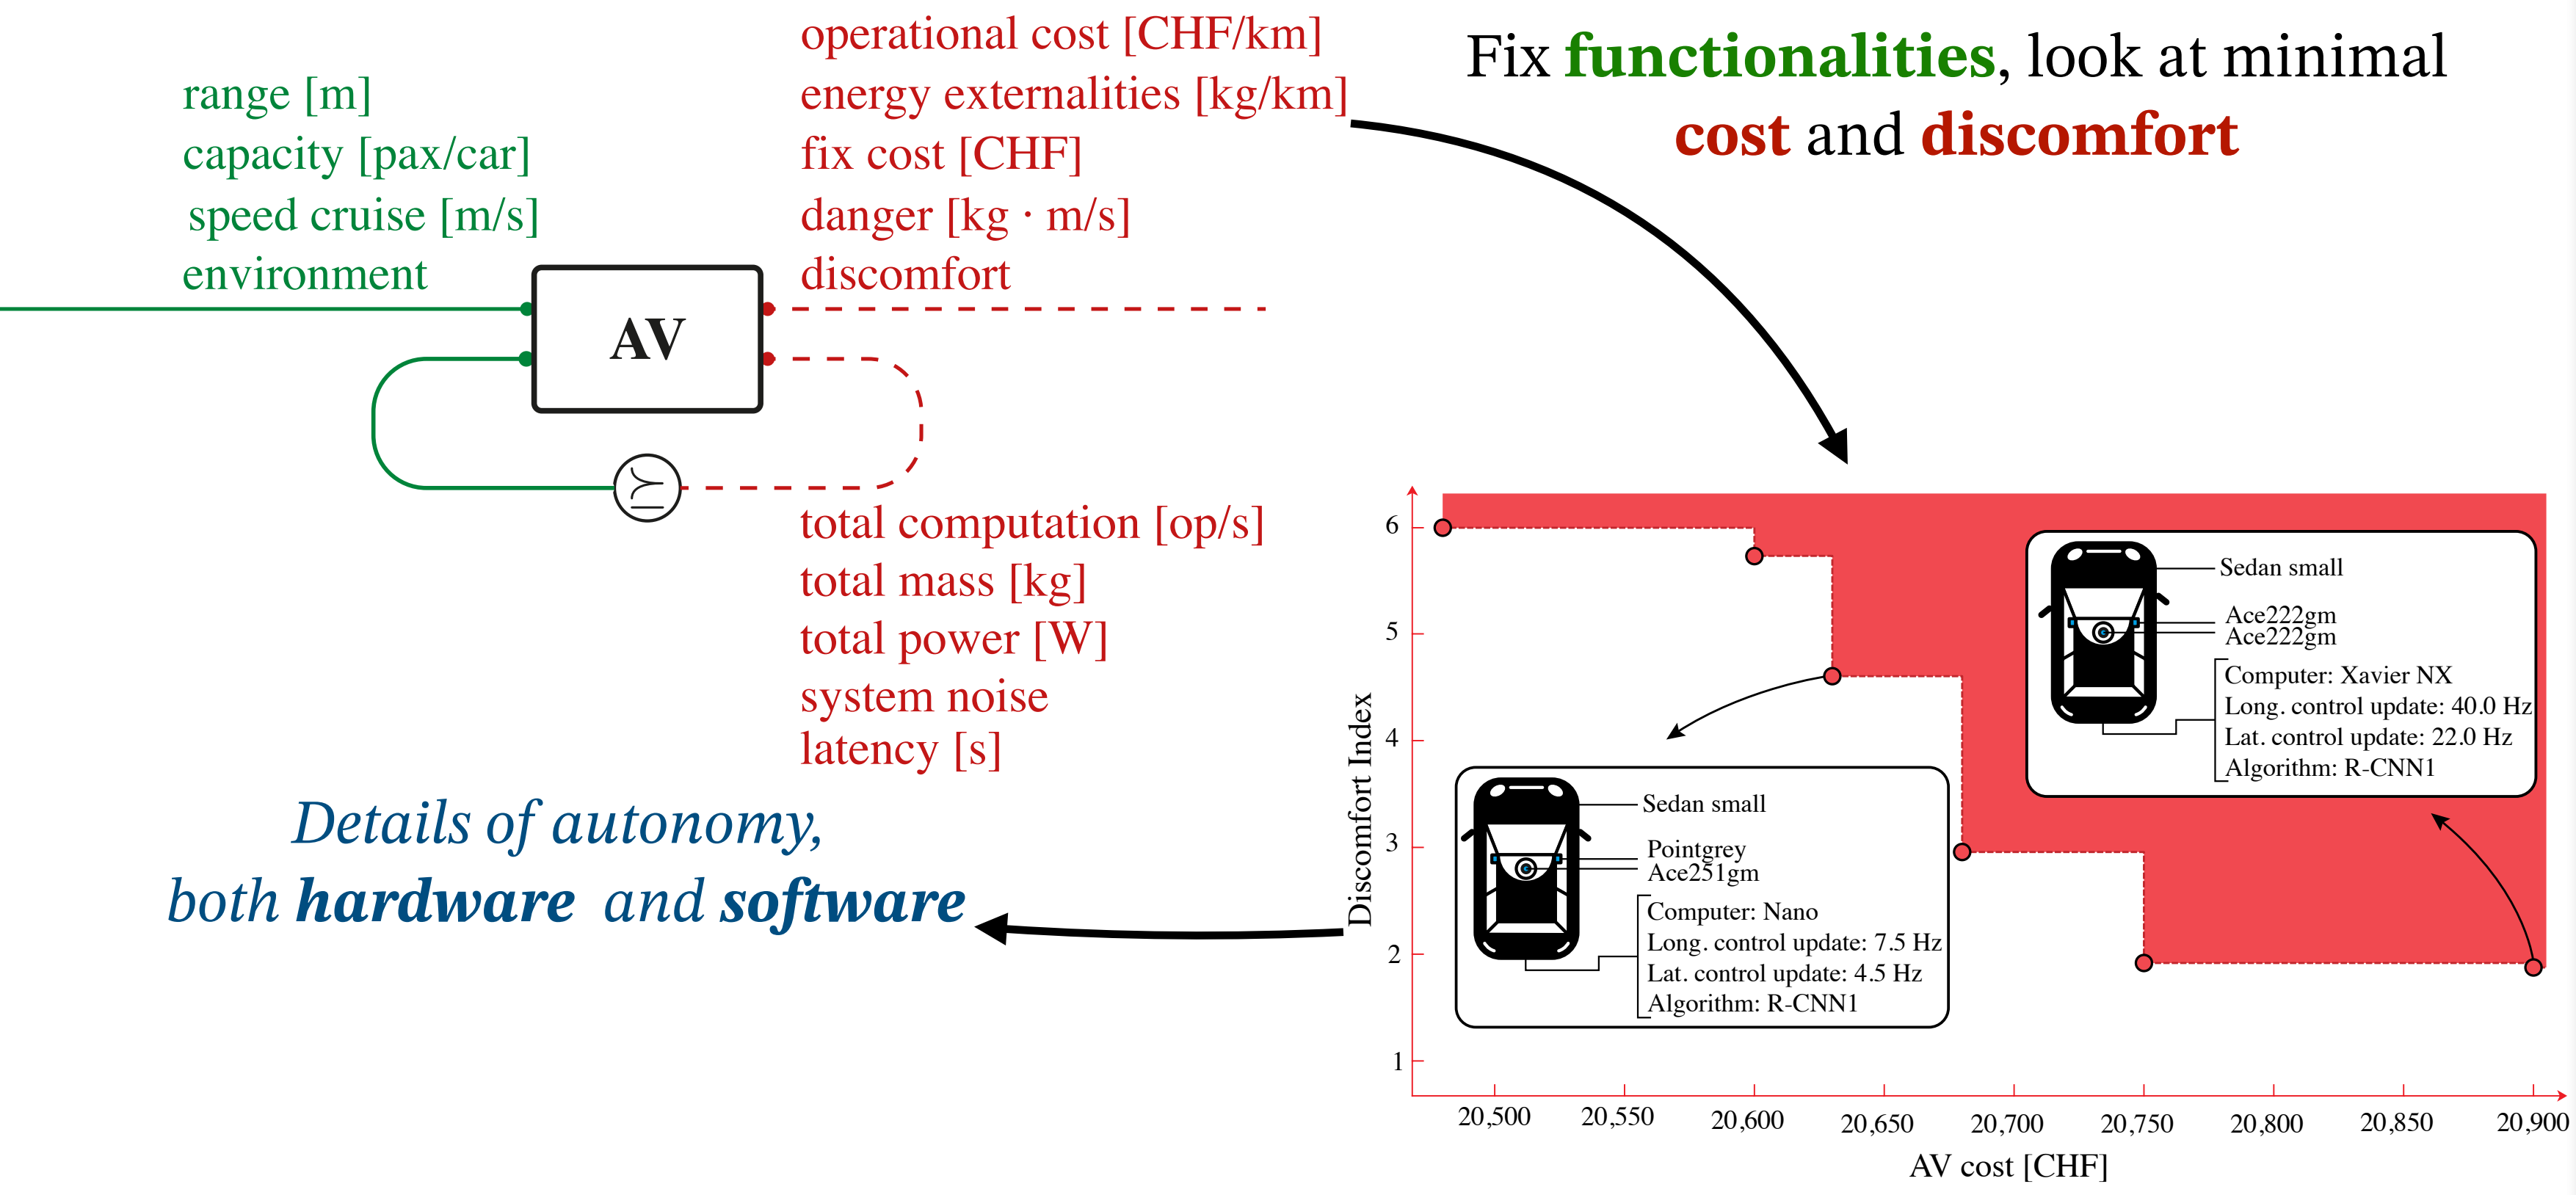 range [m]
capacity [pax/car]
speed cruise [m/s]
environment
operational cost [CHF/km]
energy externalities [kg/km]
fix cost [CHF]
danger [kg · m/s]
discomfort
AV
total computation [op/s]
total mass [kg]
total power [W]
system noise
latency [s]
Details of autonomy,
both hardware and software
Fix functionalities, look at minimal
cost and discomfort
Discomfort Index
6
5
4
3
2
1
Sedan small
Ace222gm
Ace222gm
Computer: Xavier NX
Long. control update: 40.0 Hz
Lat. control update: 22.0 Hz
Algorithm: R-CNN1
Sedan small
Pointgrey
Ace251gm
Computer: Nano
Long. control update: 7.5 Hz
Lat. control update: 4.5 Hz
Algorithm: R-CNN1
20,500 20,550 20,600 20,650 20,700 20,750 20,800 20,850 20,900
AV cost [CHF]